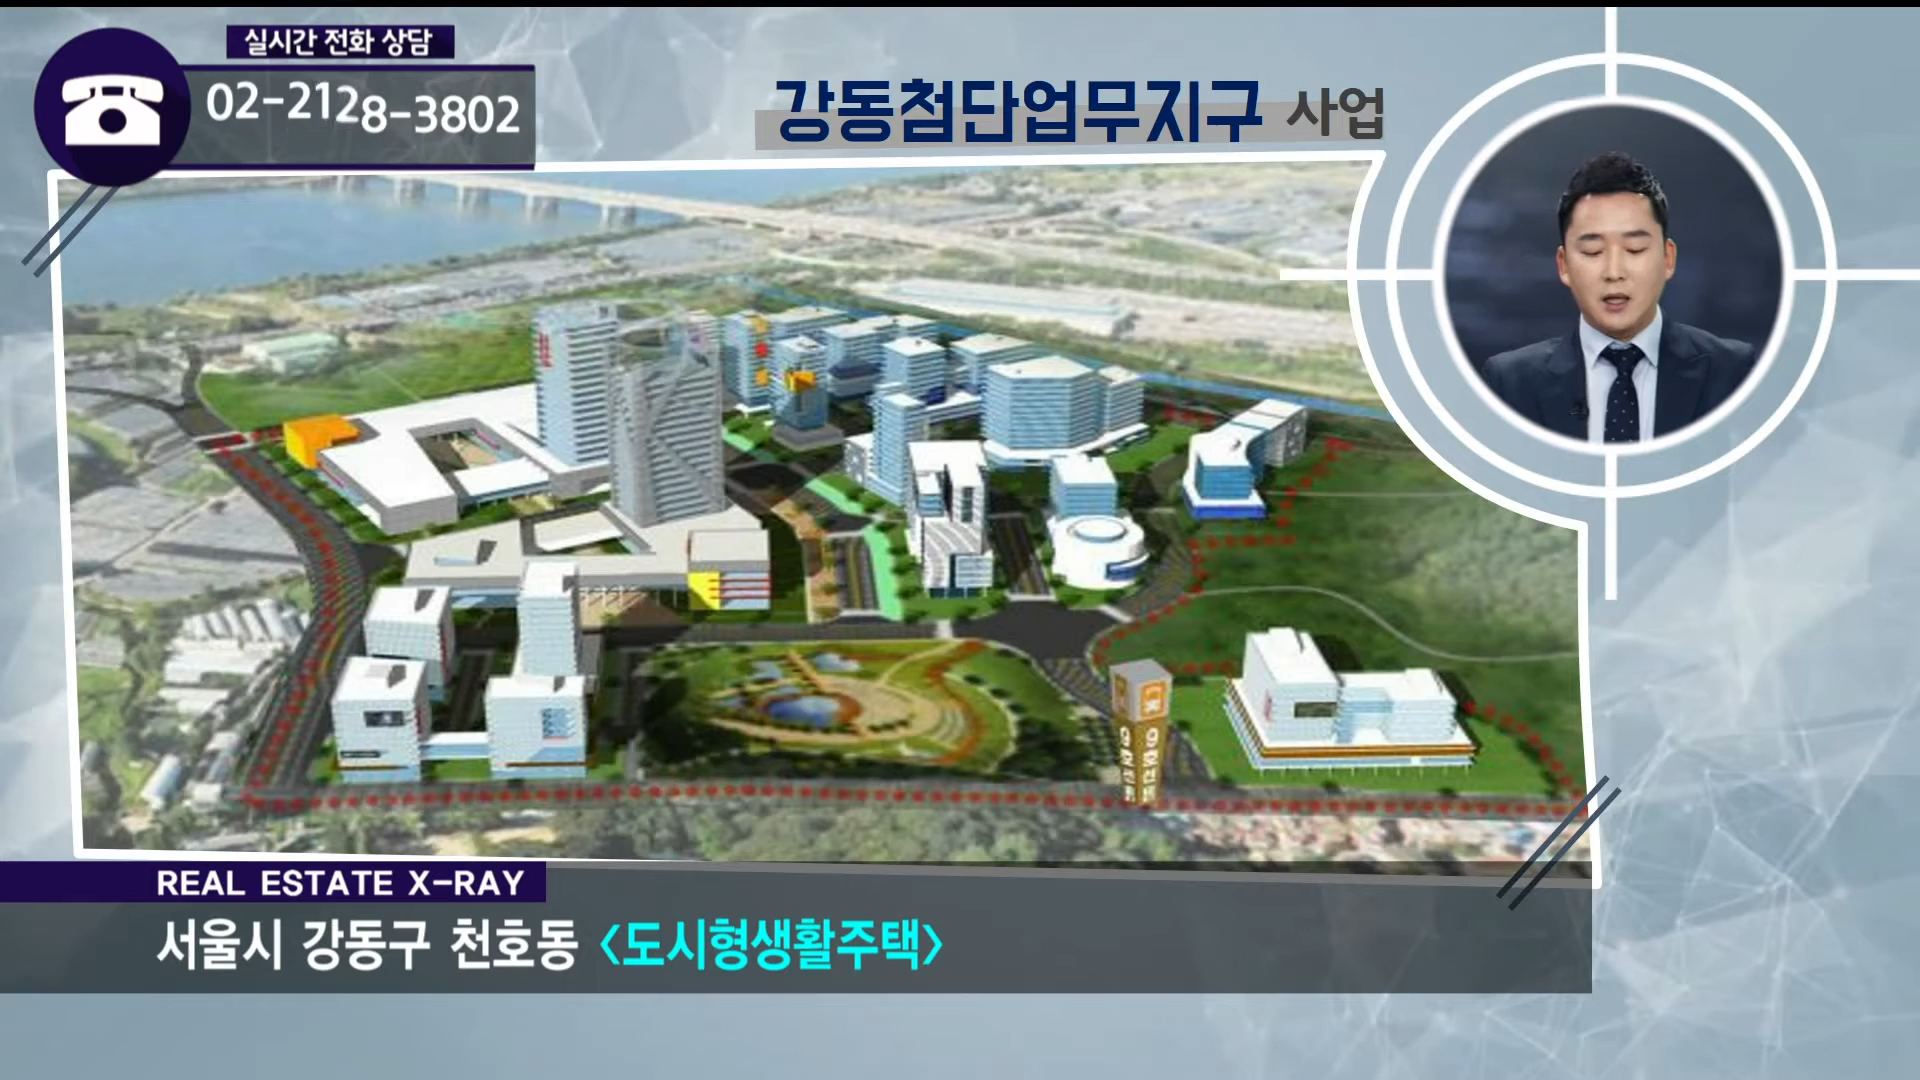 실시간 전화 상담
02-2128-3802
강동첨단업무지구 사업
REAL ESTATE X-RAY
서울시 강동구 천호동 <도시형생활주택>